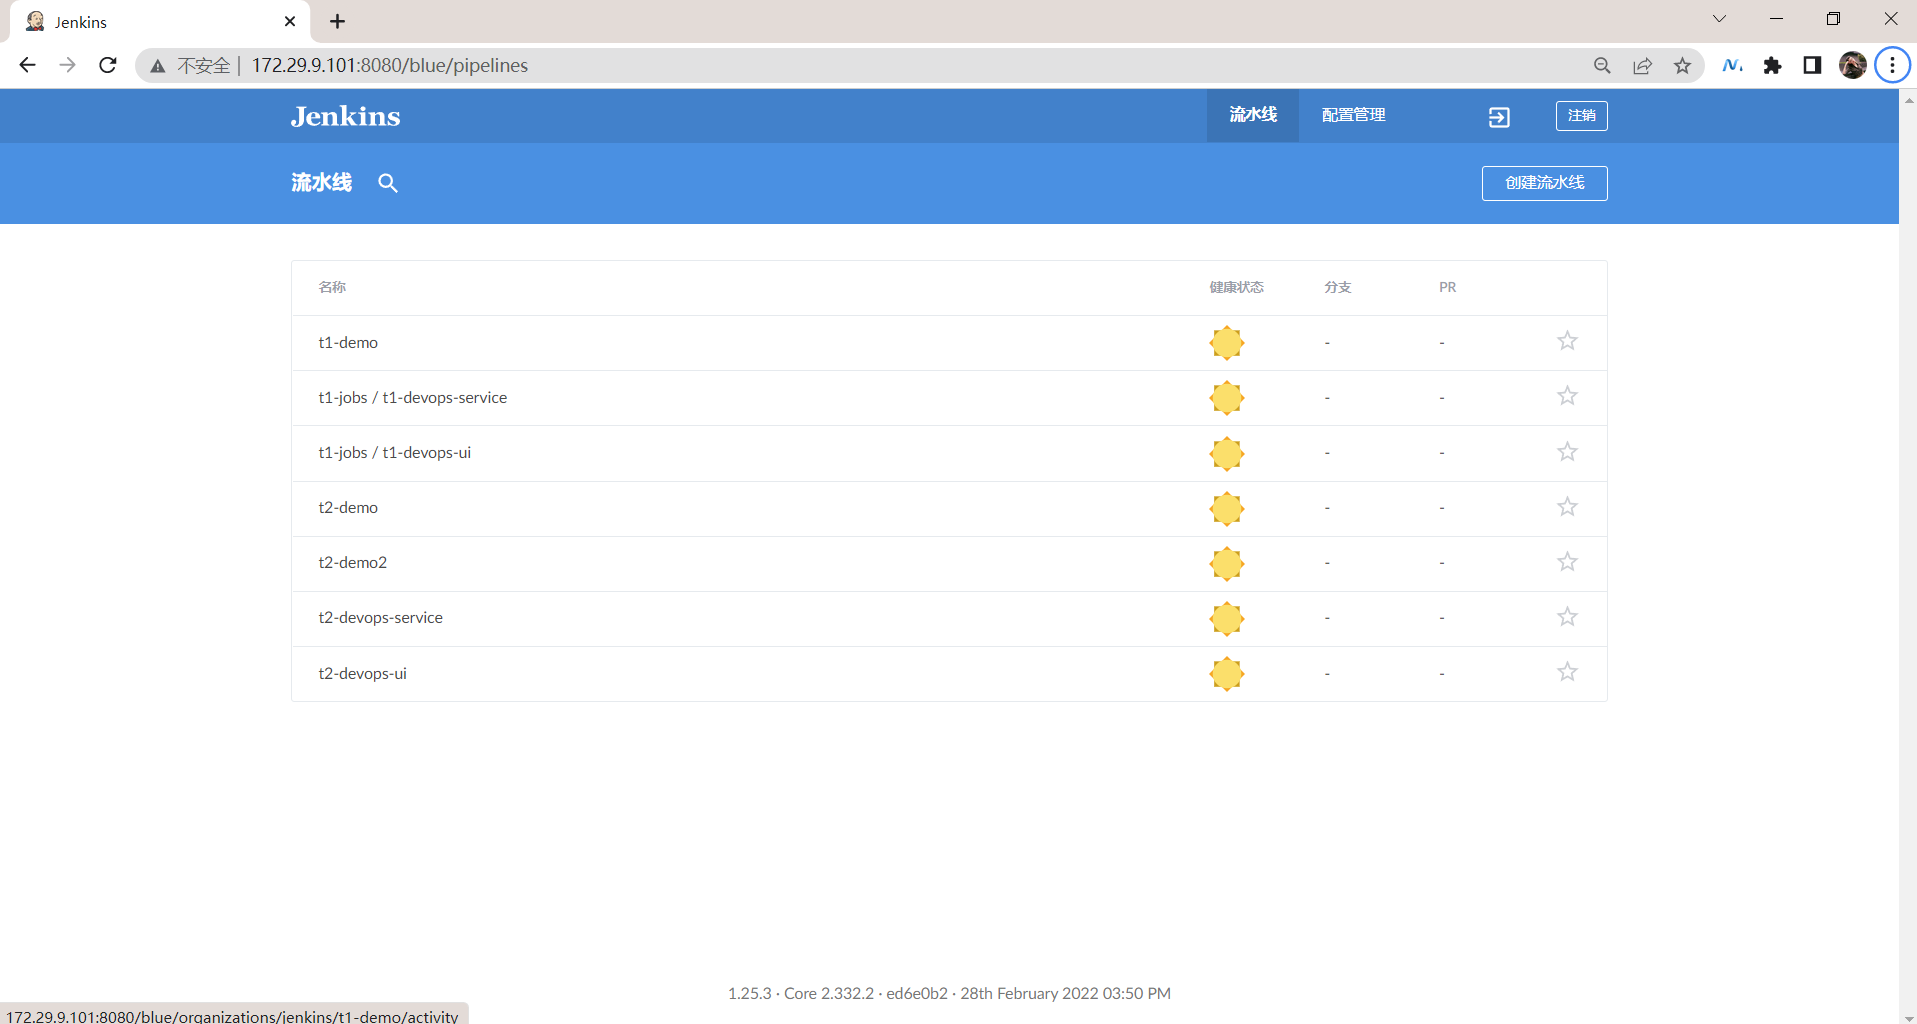 Jenkins
不安全 | 172.29.9.101:8080/blue/pipelines
Jenkins 流水线 配置管理 注销
流水线 创建流水线
名称 健康状态 分支 PR
t1-demo - -
t1-jobs / t1-devops-service - -
t1-jobs / t1-devops-ui - -
t2-demo - -
t2-demo2 - -
t2-devops-service - -
t2-devops-ui - -
1.25.3 · Core 2.332.2 · ed6e0b2 · 28th February 2022 03:50 PM
172.29.9.101:8080/blue/organizations/jenkins/t1-demo/activity